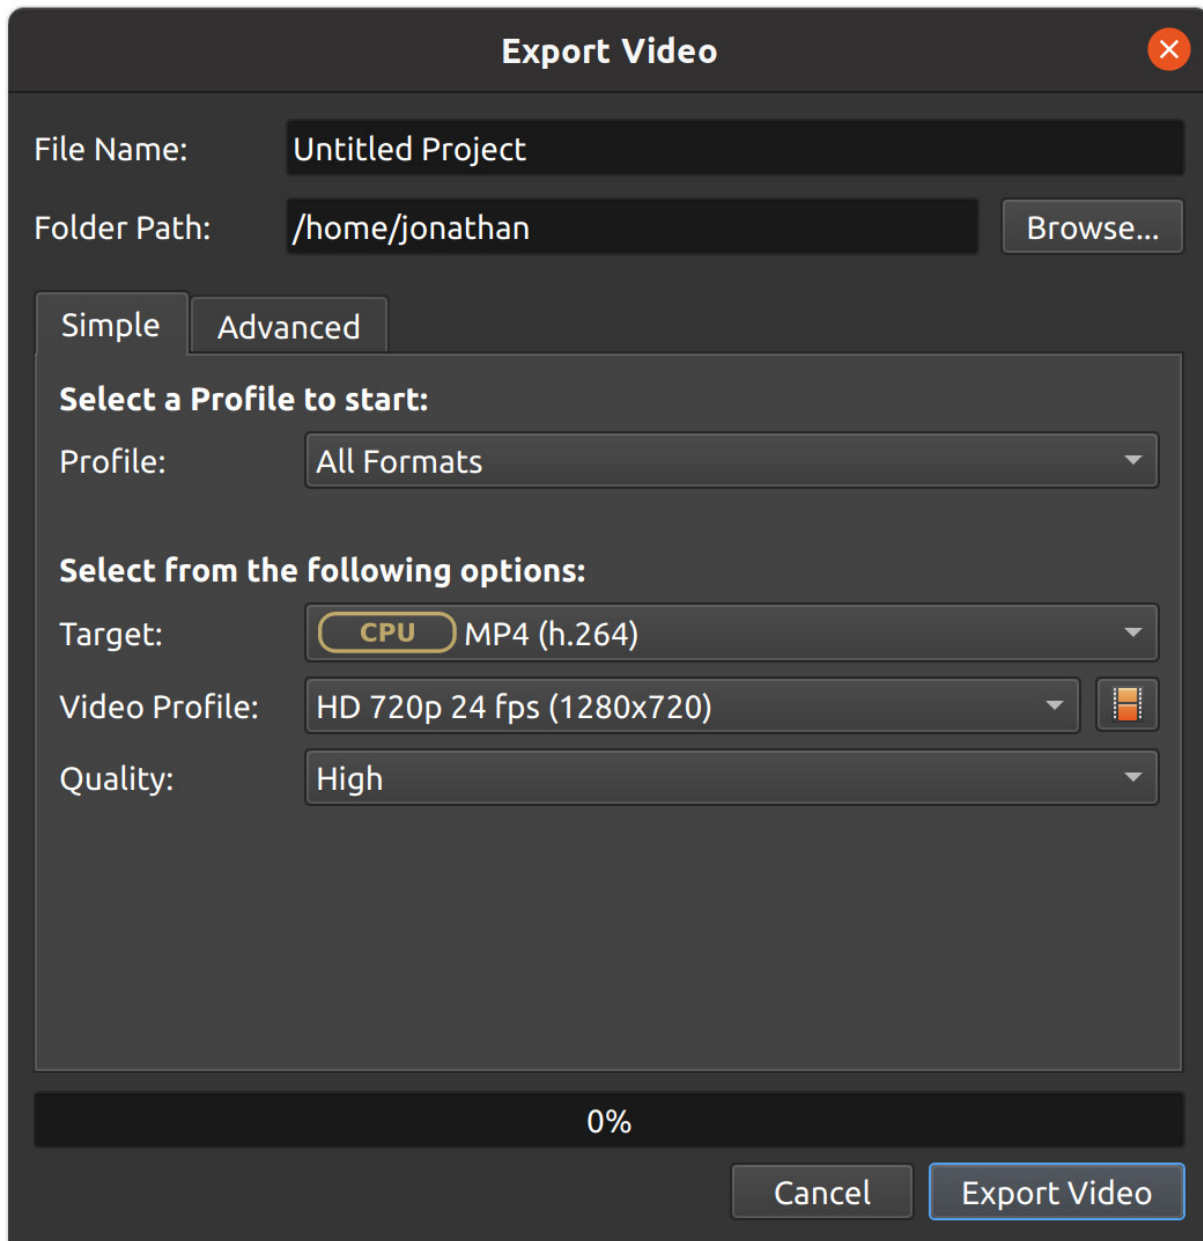 Export Video
File Name: Untitled Project
Folder Path: /home/jonathan Browse...
Simple Advanced
Select a Profile to start:
Profile: All Formats
Select from the following options:
Target: CPU MP4 (h.264)
Video Profile: HD 720p 24 fps (1280x720)
Quality: High
0%
Cancel Export Video